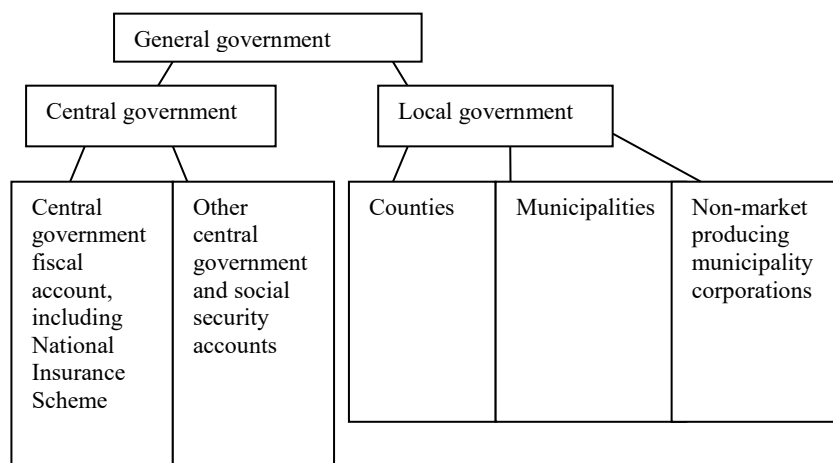 General government
Central government
Local government
Central
government
fiscal
account,
including
National
Insurance
Scheme
Other
central
government
and social
security
accounts
Counties
Municipalities
Non-market
producing
municipality
corporations